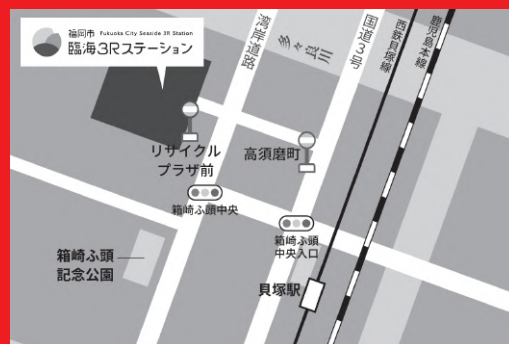 福岡市 Fukuoka City Seaside 3R Station
臨海3Rステーション
湾岸道路
多々良川
国道3号
西鉄貝塚線
鹿児島本線
リサイクル
プラザ前
高須磨町
箱崎ふ頭中央
箱崎ふ頭
中央入口
箱崎ふ頭
記念公園
貝塚駅